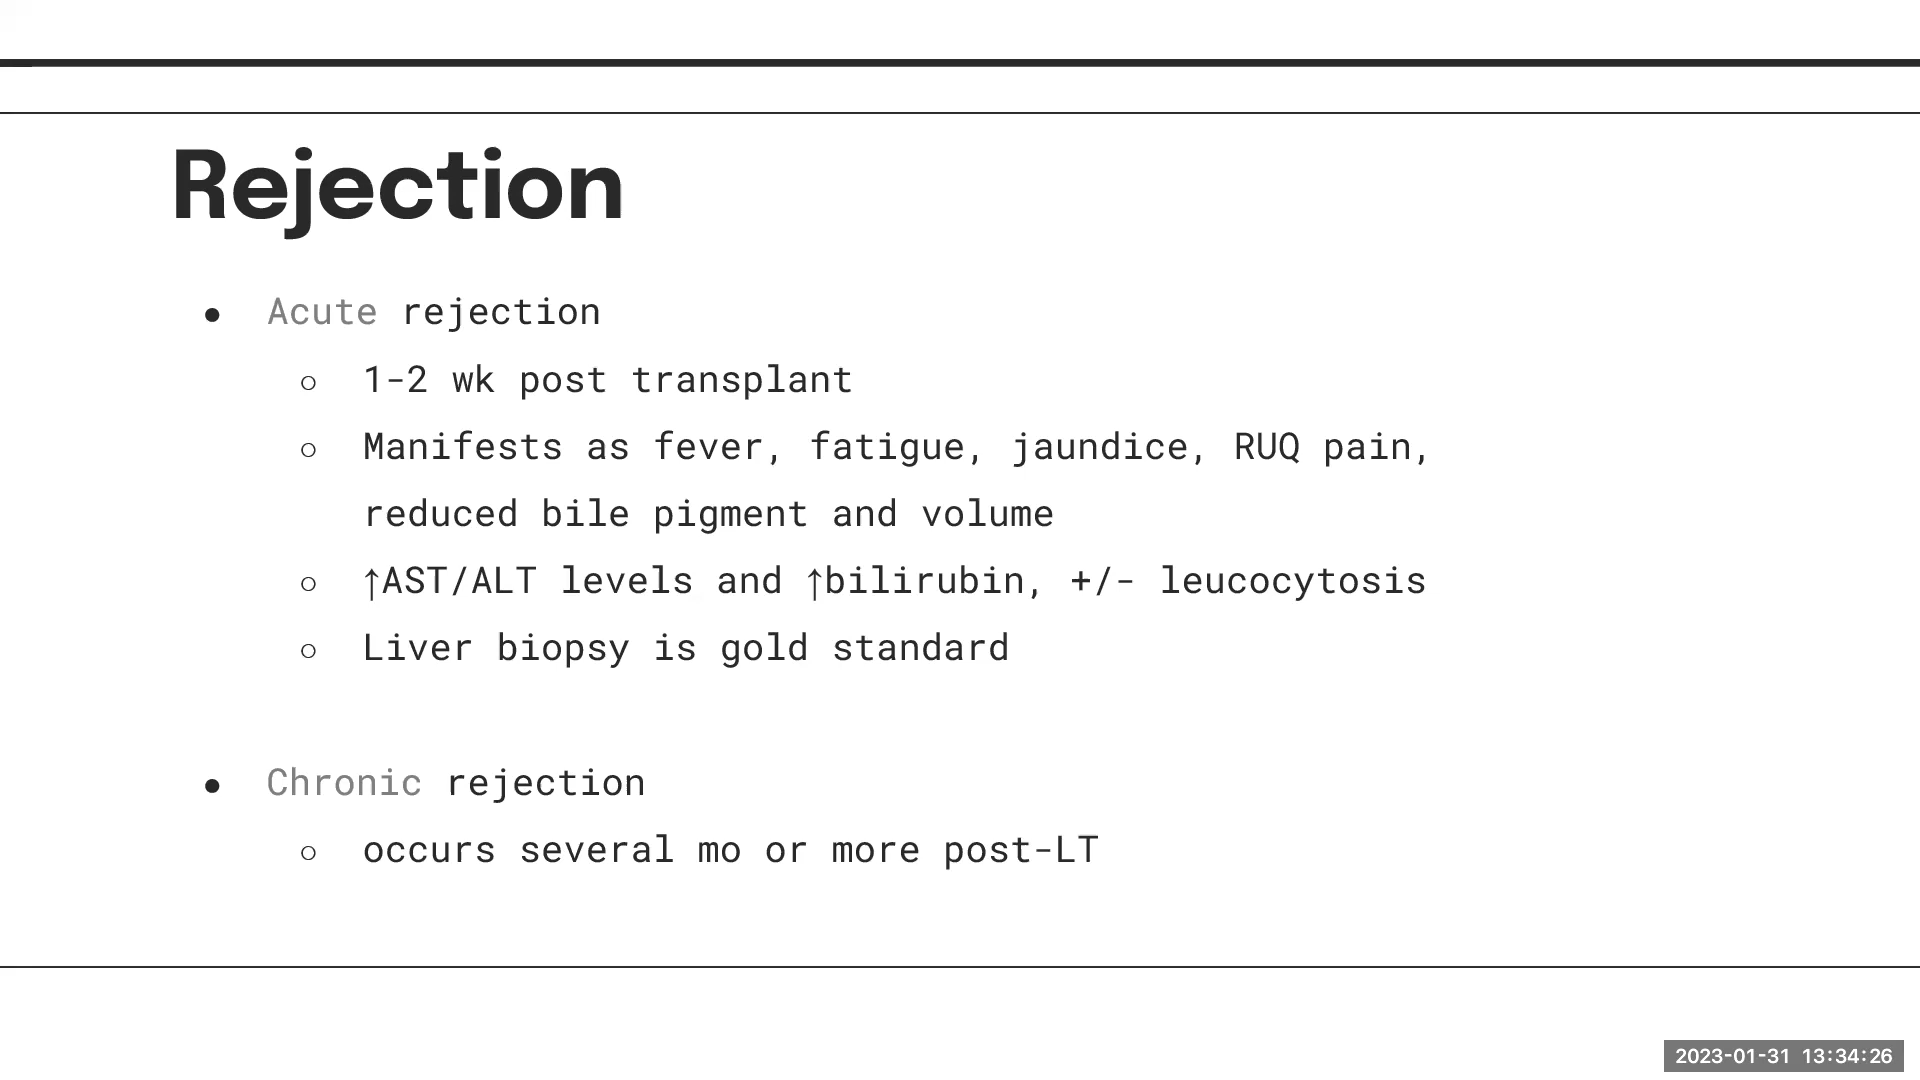 Rejection
● Acute rejection
○ 1-2 wk post transplant
○ Manifests as fever, fatigue, jaundice, RUQ pain,
reduced bile pigment and volume
○ ↑AST/ALT levels and ↑bilirubin, +/- leucocytosis
○ Liver biopsy is gold standard
● Chronic rejection
○ occurs several mo or more post-LT
2023-01-31 13:34:26